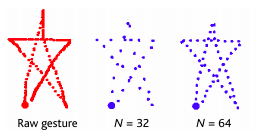 Raw gesture N = 32 N = 64